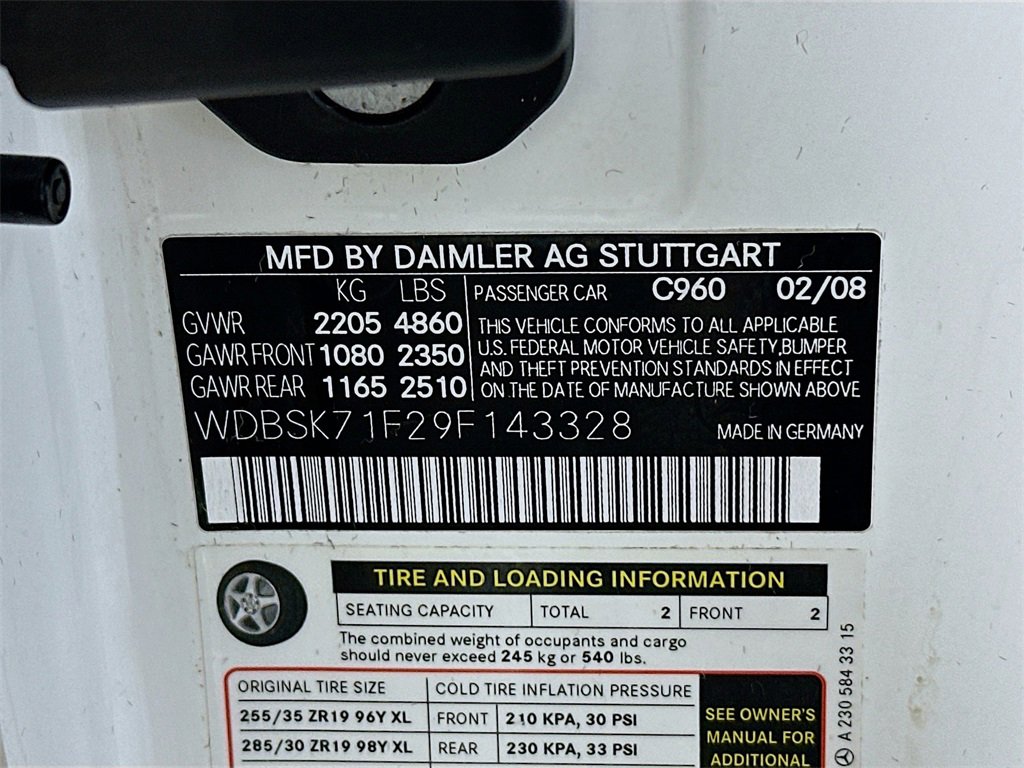 MFD BY DAIMLER AG STUTTGART
KG LBS
PASSENGER CAR C960 02/08
GVWR 2205 4860
GAWR FRONT 1080 2350
GAWR REAR 1165 2510
THIS VEHICLE CONFORMS TO ALL APPLICABLE
U.S. FEDERAL MOTOR VEHICLE SAFETY,BUMPER
AND THEFT PREVENTION STANDARDS IN EFFECT
ON THE DATE OF MANUFACTURE SHOWN ABOVE
WDBSK71F29F143328
MADE IN GERMANY
TIRE AND LOADING INFORMATION
SEATING CAPACITY TOTAL 2 FRONT 2
The combined weight of occupants and cargo
should never exceed 245 kg or 540 lbs.
ORIGINAL TIRE SIZE COLD TIRE INFLATION PRESSURE
255/35 ZR19 96Y XL FRONT 210 KPA, 30 PSI
285/30 ZR19 98Y XL REAR 230 KPA, 33 PSI
SEE OWNER'S
MANUAL FOR
ADDITIONAL
A 230 584 33 15